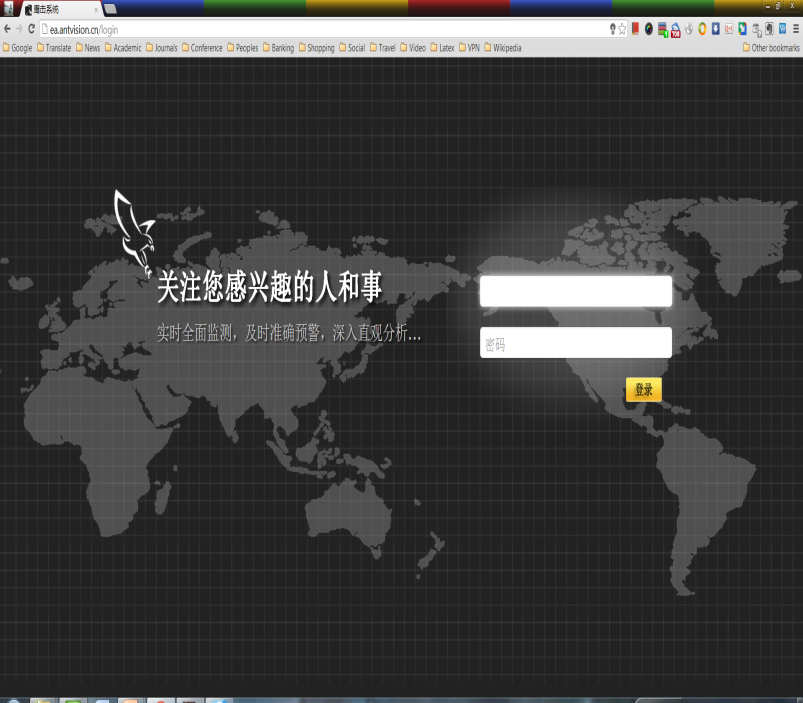 鹰击系统
ea.antvision.cn/login
Google Translate News Academic Journals Conference Peoples Banking Shopping Social Travel Video Latex VPN Wikipedia Other bookmarks
关注您感兴趣的人和事
实时全面监测，及时准确预警，深入直观分析...
密码
登录